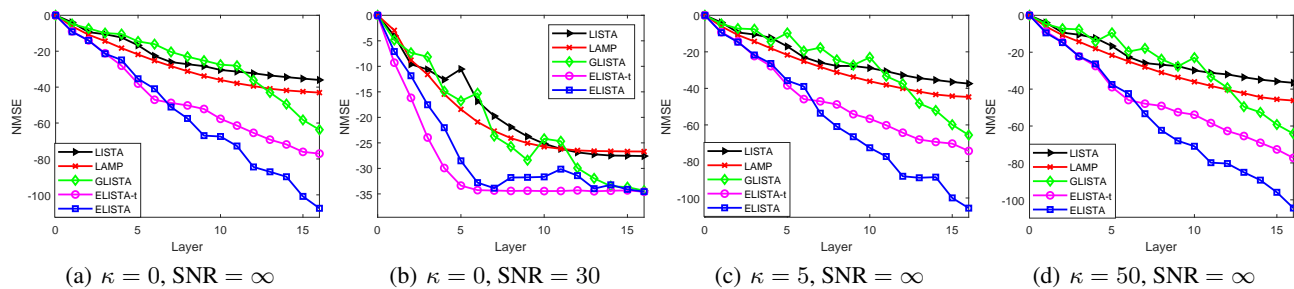 0
-20
-40
-60
-80
-100
NMSE
LISTA
LAMP
GLISTA
ELISTA-t
ELISTA
0 5 10 15
Layer
(a) κ = 0, SNR = ∞
0
-5
-10
-15
-20
-25
-30
-35
NMSE
LISTA
LAMP
GLISTA
ELISTA-t
ELISTA
0 5 10 15
Layer
(b) κ = 0, SNR = 30
0
-20
-40
-60
-80
-100
NMSE
LISTA
LAMP
GLISTA
ELISTA-t
ELISTA
0 5 10 15
Layer
(c) κ = 5, SNR = ∞
0
-20
-40
-60
-80
-100
NMSE
LISTA
LAMP
GLISTA
ELISTA-t
ELISTA
0 5 10 15
Layer
(d) κ = 50, SNR = ∞